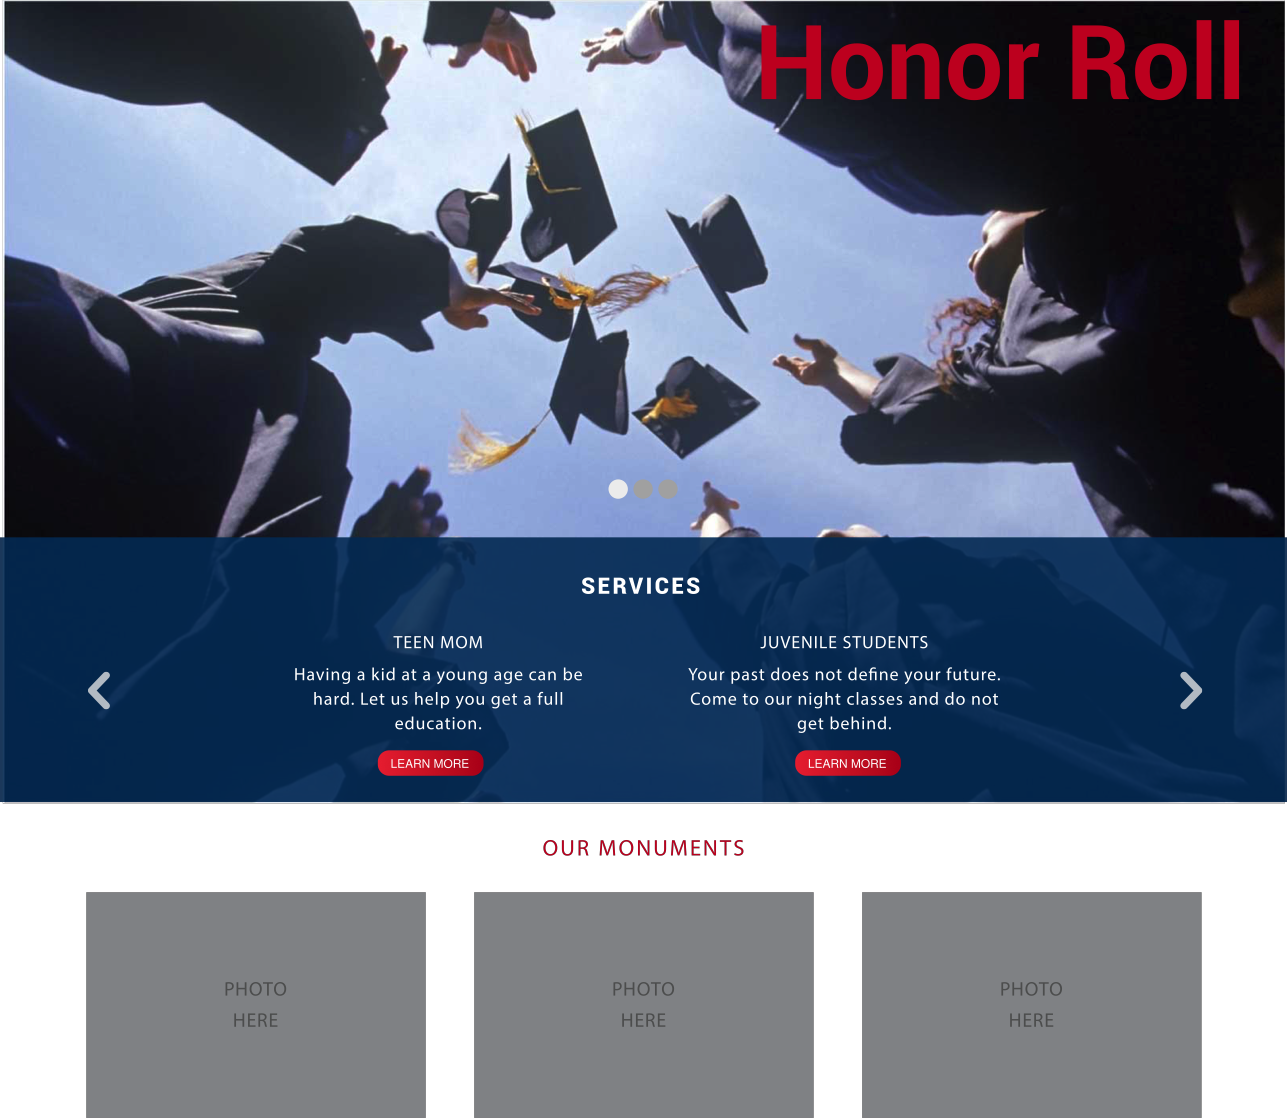 Honor Roll
SERVICES
TEEN MOM
Having a kid at a young age can be
hard. Let us help you get a full
education.
LEARN MORE
JUVENILE STUDENTS
Your past does not define your future.
Come to our night classes and do not
get behind.
LEARN MORE
OUR MONUMENTS
PHOTO
HERE
PHOTO
HERE
PHOTO
HERE